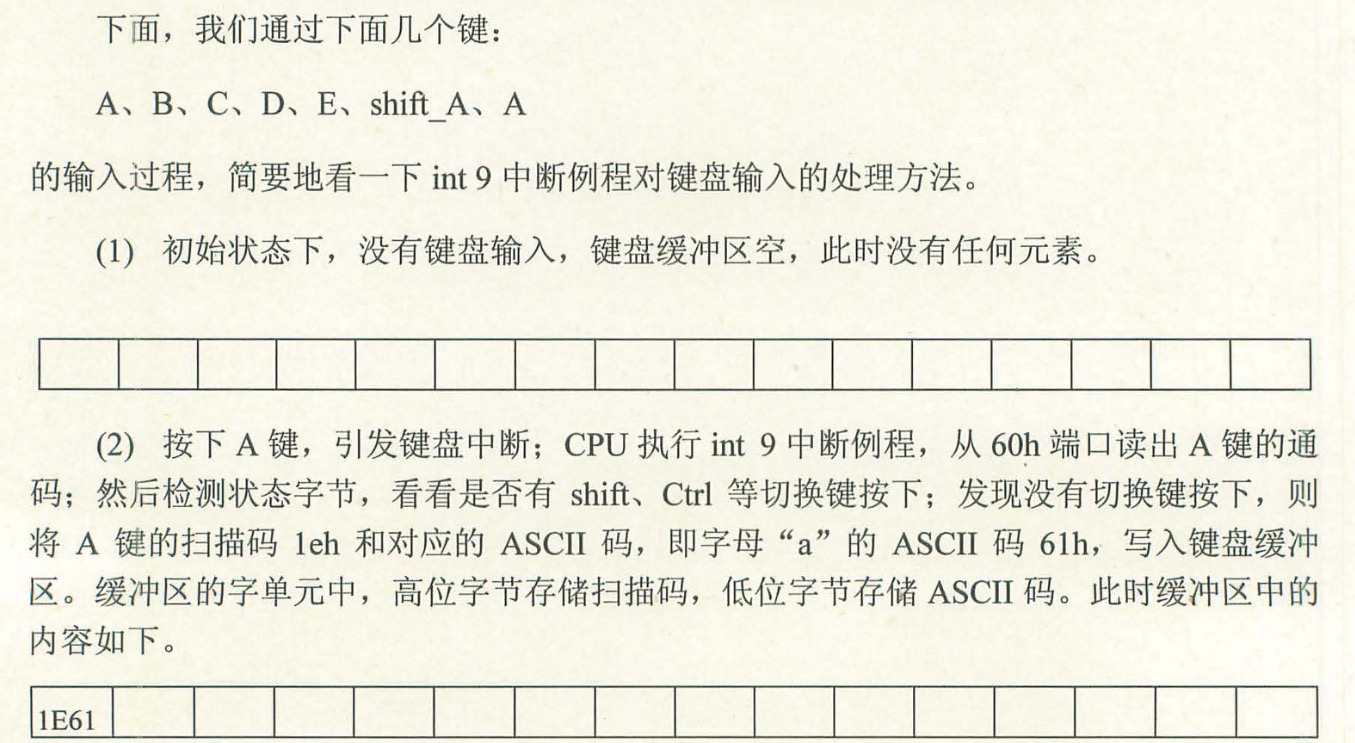 下面，我们通过下面几个键：
A、B、C、D、E、shift_A、A
的输入过程，简要地看一下 int 9 中断例程对键盘输入的处理方法。
(1) 初始状态下，没有键盘输入，键盘缓冲区空，此时没有任何元素。
(2) 按下 A 键，引发键盘中断；CPU 执行 int 9 中断例程，从 60h 端口读出 A 键的通
码；然后检测状态字节，看看是否有 shift、Ctrl 等切换键按下；发现没有切换键按下，则
将 A 键的扫描码 1eh 和对应的 ASCII 码，即字母“a”的 ASCII 码 61h，写入键盘缓冲
区。缓冲区的字单元中，高位字节存储扫描码，低位字节存储 ASCII 码。此时缓冲区中的
内容如下。
1E61